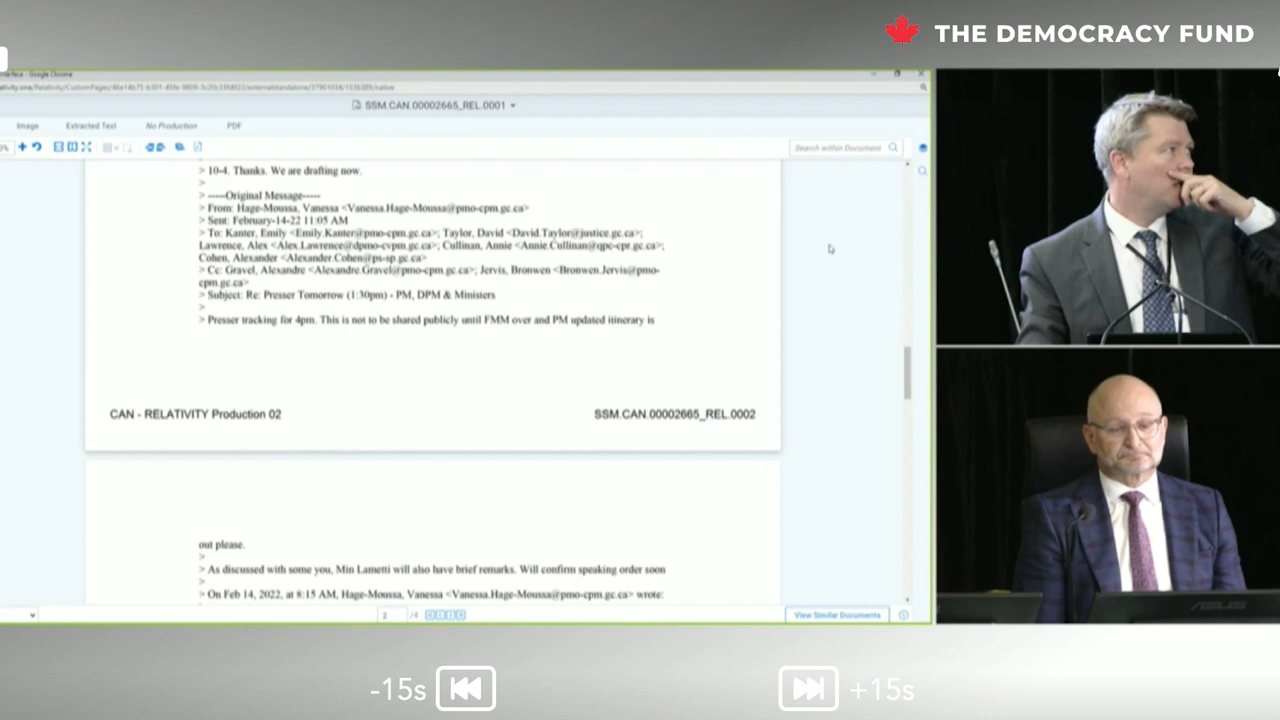 THE DEMOCRACY FUND
Google Chrome
SSM.CAN.00002665_REL.0001
Image
Extracted Text
No Production
PDF
Search within Document
> 10-4. Thanks. We are drafting now.
>
> -----Original Message-----
> From: Hage-Moussa, Vanessa <Vanessa.Hage-Moussa@pmo-cpm.gc.ca>
> Sent: February-14-22 11:05 AM
> To: Kanter, Emily <Emily.Kanter@pmo-cpm.gc.ca>; Taylor, David <David.Taylor@justice.gc.ca>;
Lawrence, Alex <Alex.Lawrence@dpmo-cvpm.gc.ca>; Cullinan, Annie <Annie.Cullinan@qpc-cpr.gc.ca>;
Cohen, Alexander <Alexander.Cohen@ps-sp.gc.ca>
> Cc: Gravel, Alexandre <Alexandre.Gravel@pmo-cpm.gc.ca>; Jervis, Bronwen <Bronwen.Jervis@pmo-
cpm.gc.ca>
> Subject: Re: Presser Tomorrow (1:30pm) - PM, DPM & Ministers
>
> Presser tracking for 4pm. This is not to be shared publicly until FMM over and PM updated itinerary is
CAN - RELATIVITY Production 02
SSM.CAN.00002665_REL.0002
out please.
>
> As discussed with some you, Min Lametti will also have brief remarks. Will confirm speaking order soon
>
> On Feb 14, 2022, at 8:15 AM, Hage-Moussa, Vanessa <Vanessa.Hage-Moussa@pmo-cpm.gc.ca> wrote:
2 /4
View Similar Documents
ASUS
-15s
+15s